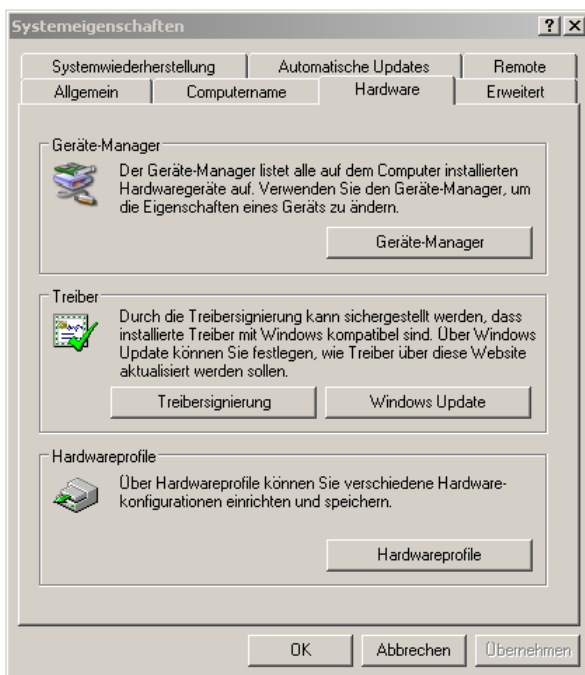 Systemeigenschaften
Systemwiederherstellung Automatische Updates Remote
Allgemein Computername Hardware Erweitert
Geräte-Manager
Der Geräte-Manager listet alle auf dem Computer installierten
Hardwaregeräte auf. Verwenden Sie den Geräte-Manager, um
die Eigenschaften eines Geräts zu ändern.
Geräte-Manager
Treiber
Durch die Treibersignierung kann sichergestellt werden, dass
installierte Treiber mit Windows kompatibel sind. Über Windows
Update können Sie festlegen, wie Treiber über diese Website
aktualisiert werden sollen.
Treibersignierung Windows Update
Hardwareprofile
Über Hardwareprofile können Sie verschiedene Hardware-
konfigurationen einrichten und speichern.
Hardwareprofile
OK Abbrechen Übernehmen